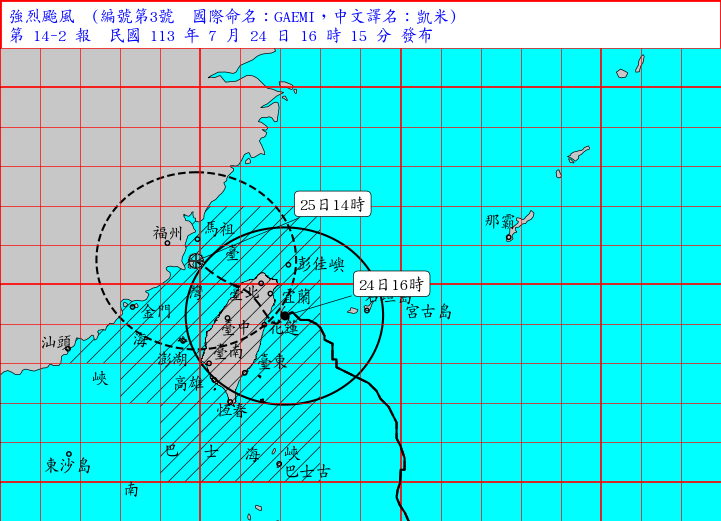 強烈颱風 (編號第3號 國際命名：GAEMI，中文譯名：凱米)
第 14-2 報 民國 113 年 7 月 24 日 16 時 15 分 發布
25日14時
那霸
馬祖
福州
臺
彭佳嶼
24日16時
灣
臺北
宜蘭
宮古島
金門
臺中
花蓮
海
汕頭
臺南
澎湖
臺東
峽
高雄
恆春
巴
士
海
峽
東沙島
巴士古
南